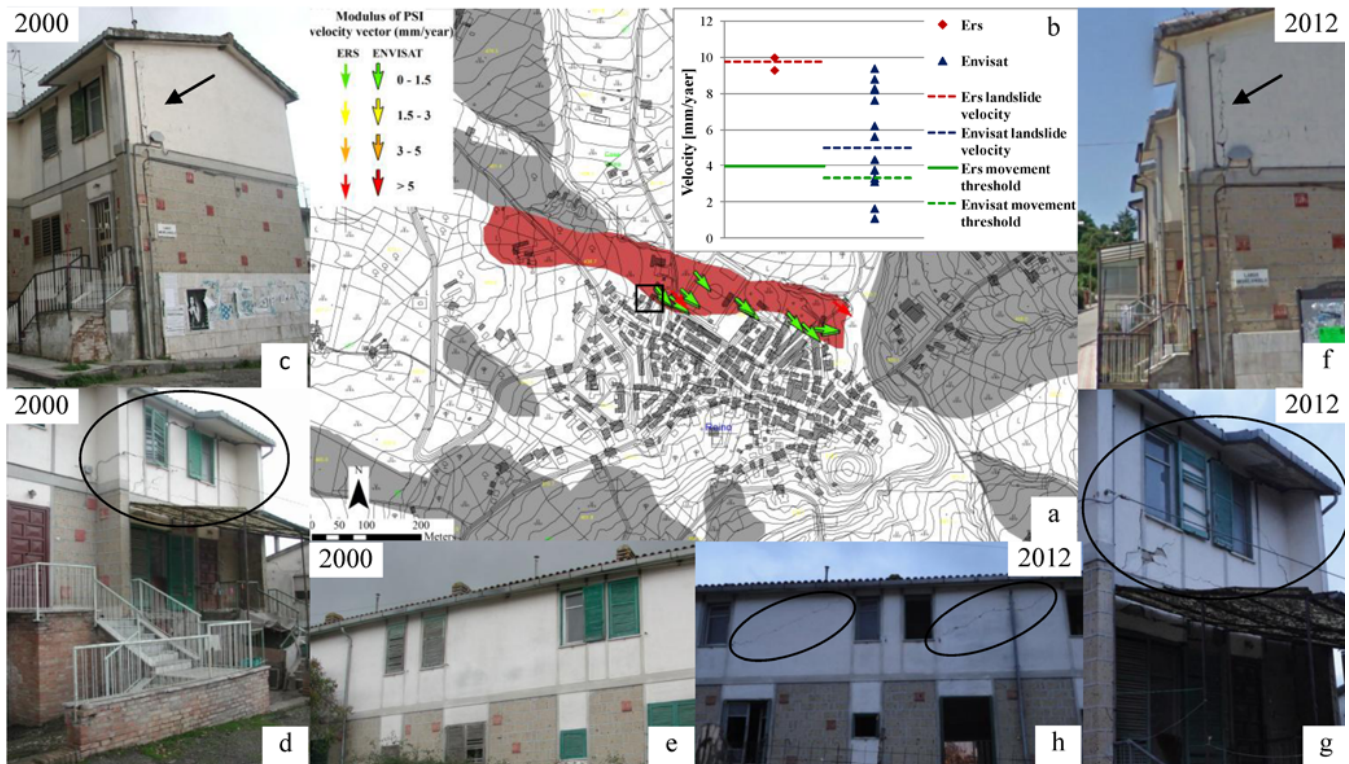 2000
c
2000
d
2000
e
Modulus of PSI
velocity vector (mm/year)
ERS ENVISAT
0 - 1.5
1.5 - 3
3 - 5
> 5
Reino
N
0 50 100 200
Meters
a
b
Velocity [mm/yaer]
12
10
8
6
4
2
0
Ers
Envisat
Ers landslide
velocity
Envisat landslide
velocity
Ers movement
threshold
Envisat movement
threshold
2012
f
2012
g
2012
h